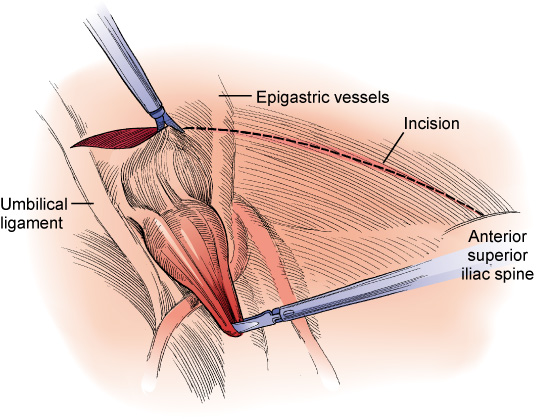 Epigastric vessels
Incision
Umbilical
ligament
Anterior
superior
iliac spine